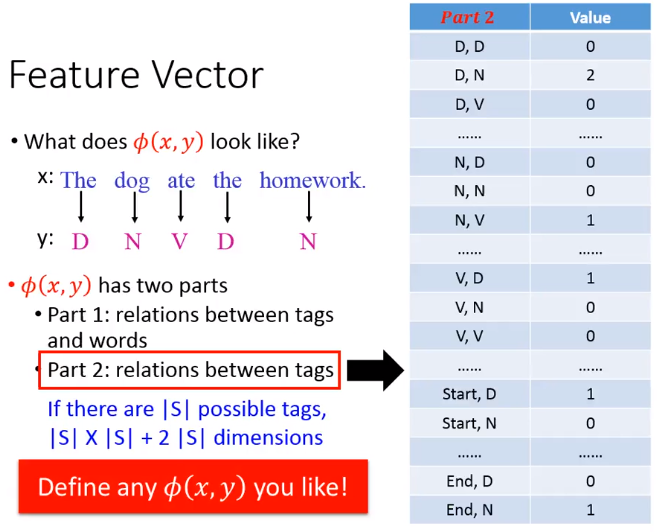 Feature Vector
• What does ϕ(x, y) look like?
x: The dog ate the homework.
y: D N V D N
• ϕ(x, y) has two parts
• Part 1: relations between tags
and words
• Part 2: relations between tags
If there are |S| possible tags,
|S| X |S| + 2 |S| dimensions
Define any ϕ(x, y) you like!
Part 2 Value
D, D 0
D, N 2
D, V 0
...... ......
N, D 0
N, N 0
N, V 1
...... ......
V, D 1
V, N 0
V, V 0
...... ......
Start, D 1
Start, N 0
...... ......
End, D 0
End, N 1